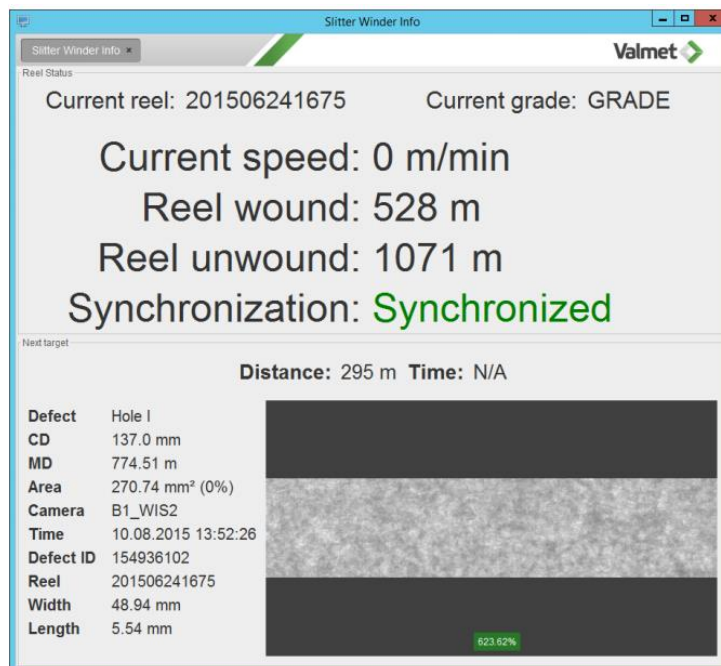 Slitter Winder Info
Slitter Winder Info ×
Valmet
Reel Status
Current reel: 201506241675 Current grade: GRADE
Current speed: 0 m/min
Reel wound: 528 m
Reel unwound: 1071 m
Synchronization: Synchronized
Next target
Distance: 295 m Time: N/A
Defect Hole I
CD 137.0 mm
MD 774.51 m
Area 270.74 mm² (0%)
Camera B1_WIS2
Time 10.08.2015 13:52:26
Defect ID 154936102
Reel 201506241675
Width 48.94 mm
Length 5.54 mm
623.62%